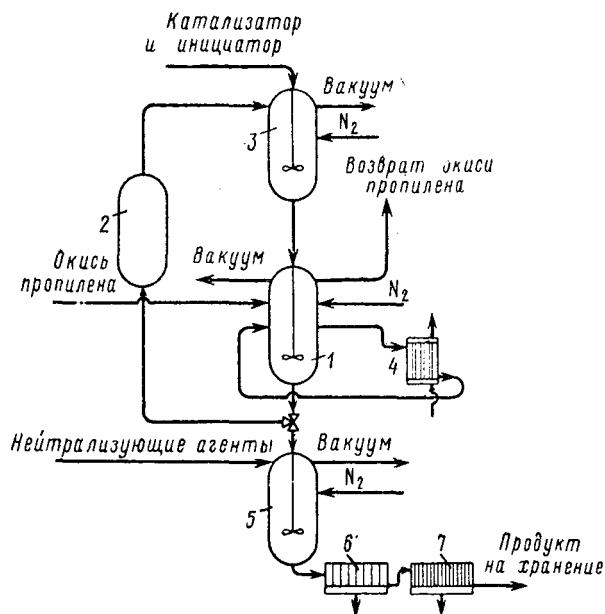 Катализатор
и инициатор
Вакуум
N₂
3
Возврат окиси
пропилена
2
Вакуум
Окись
пропилена
N₂
4
1
Нейтрализующие агенты
Вакуум
N₂
5
6
7
Продукт
на хранение